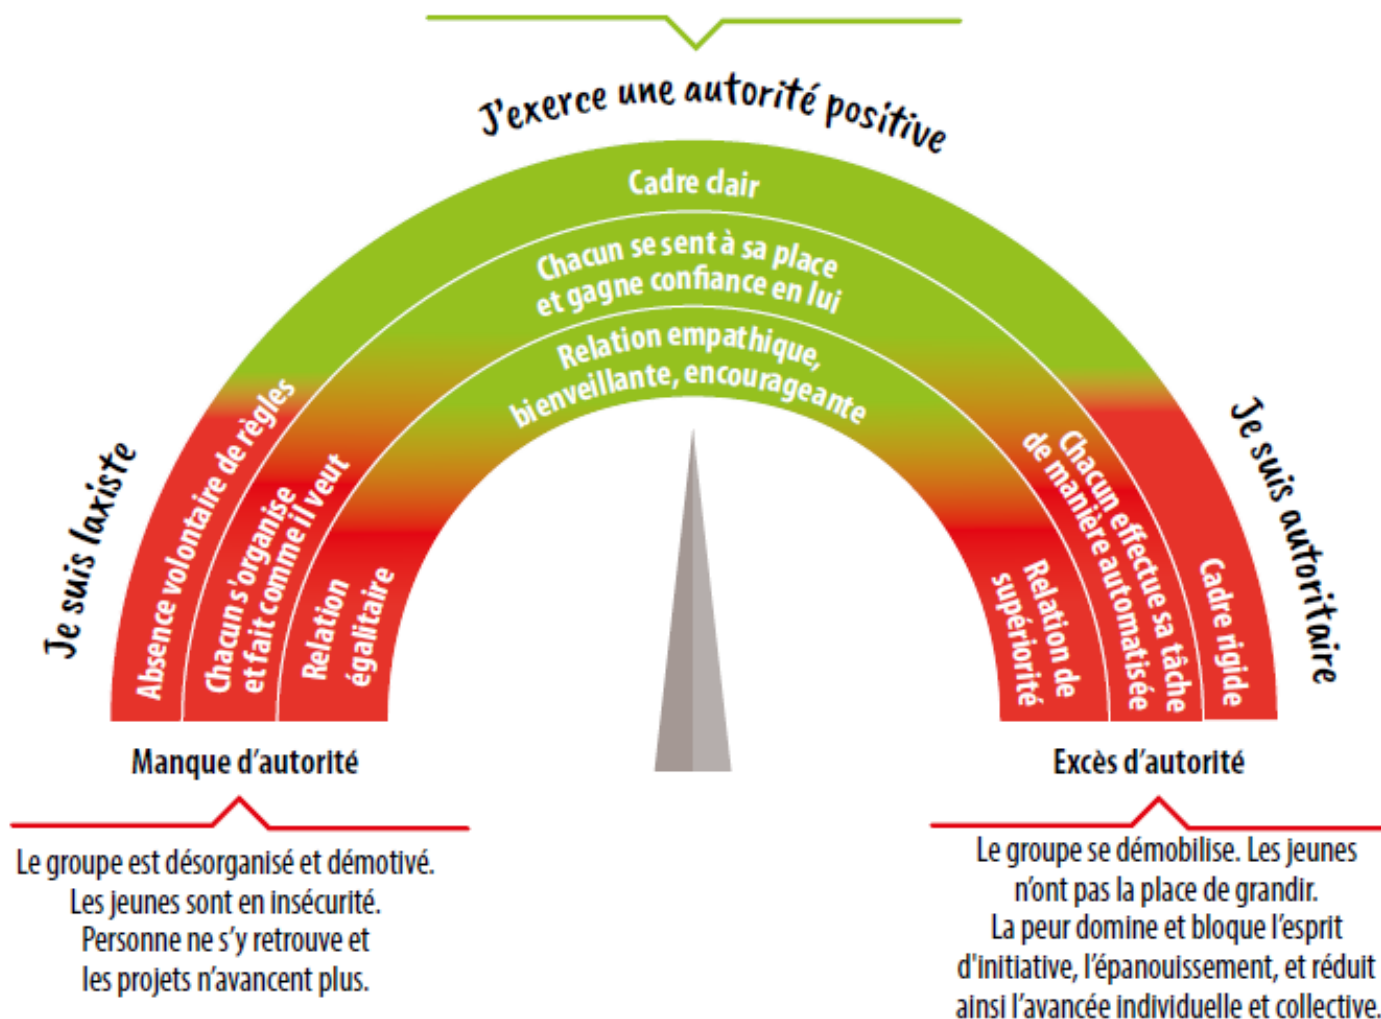 J'exerce une autorité positive
Cadre clair
Chacun se sent à sa place
et gagne confiance en lui
Relation empathique,
bienveillante, encourageante
Je suis laxiste
Absence volontaire de règles
Chacun s'organise
et fait comme il veut
Relation
égalitaire
Je suis autoritaire
Cadre rigide
Chacun effectue sa tâche
de manière automatisée
Relation de
supériorité
Manque d'autorité
Le groupe est désorganisé et démotivé.
Les jeunes sont en insécurité.
Personne ne s'y retrouve et
les projets n'avancent plus.
Excès d'autorité
Le groupe se démobilise. Les jeunes
n'ont pas la place de grandir.
La peur domine et bloque l'esprit
d'initiative, l'épanouissement, et réduit
ainsi l'avancée individuelle et collective.